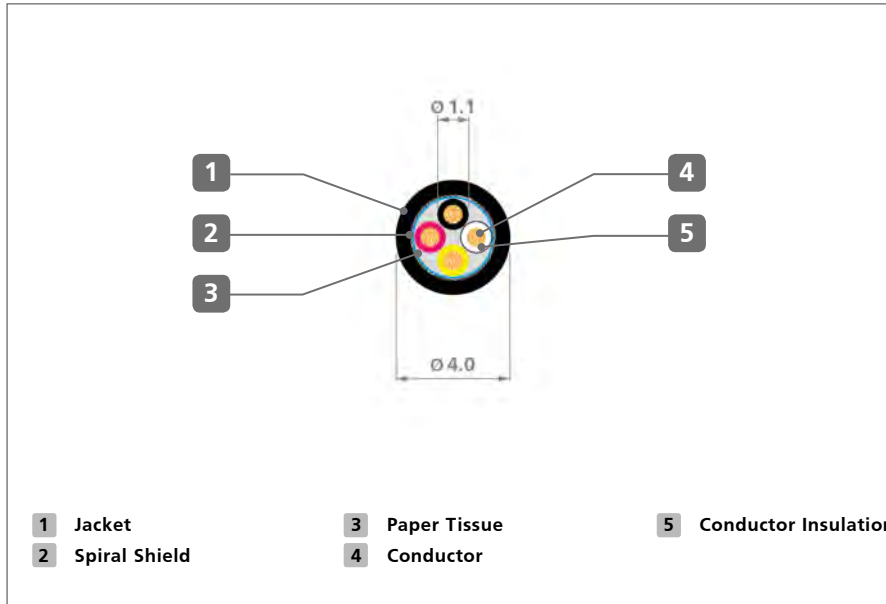 Ø 1.1
1
4
2
5
3
Ø 4.0
1 Jacket
2 Spiral Shield
3 Paper Tissue
4 Conductor
5 Conductor Insulation